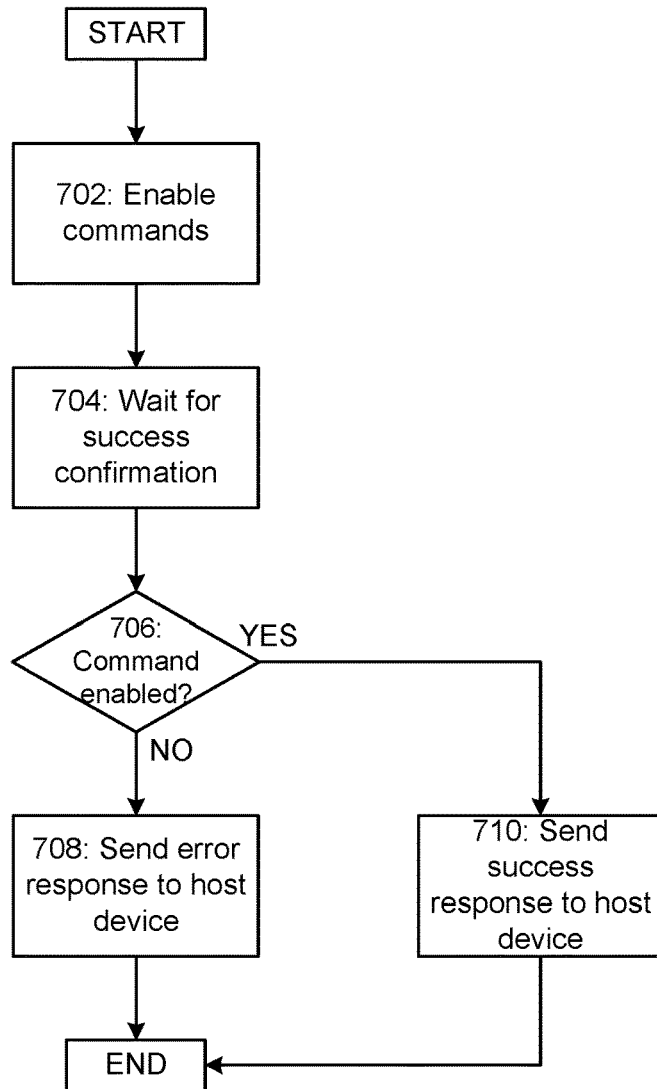 START
702: Enable
commands
704: Wait for
success
confirmation
706:
Command
enabled?
YES
NO
708: Send error
response to host
device
710: Send
success
response to host
device
END